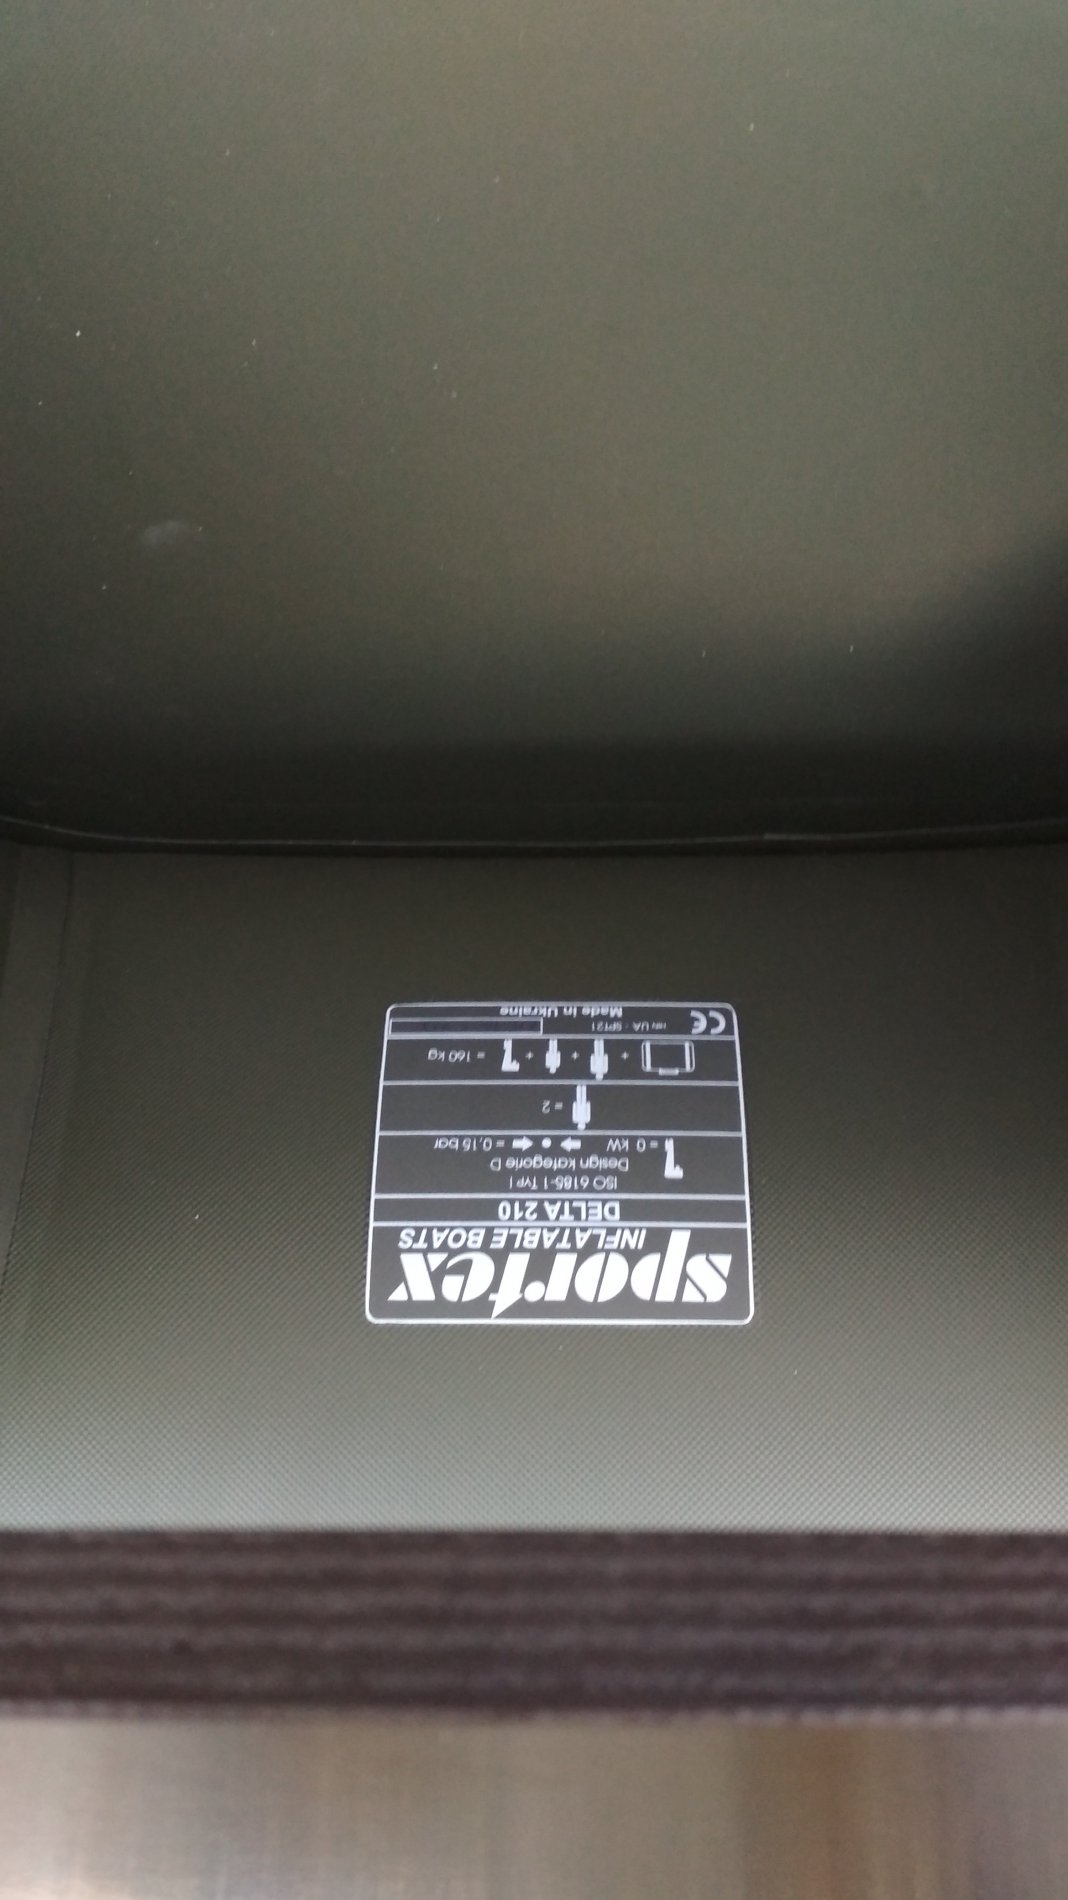 sportex
INFLATABLE BOATS
DELTA 210
ISO 6185-1 TYP I
Design kategorie D
= 0 kW = 0,15 bar
= 2
+ + + = 160 kg
CE UA - SPT21
Made in Ukraine